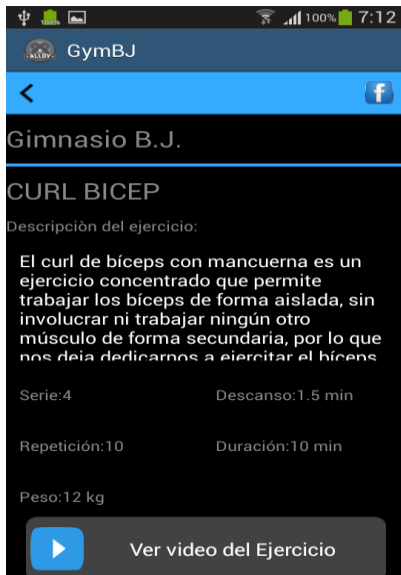 100% 100% 7:12
ALLOY
GymBJ
f
Gimnasio B.J.
CURL BICEP
Descripciòn del ejercicio:
El curl de bíceps con mancuerna es un
ejercicio concentrado que permite
trabajar los bíceps de forma aislada, sin
involucrar ni trabajar ningún otro
músculo de forma secundaria, por lo que
nos deja dedicarnos a ejercitar el bíceps
Serie:4 Descanso:1.5 min
Repetición:10 Duración:10 min
Peso:12 kg
Ver video del Ejercicio